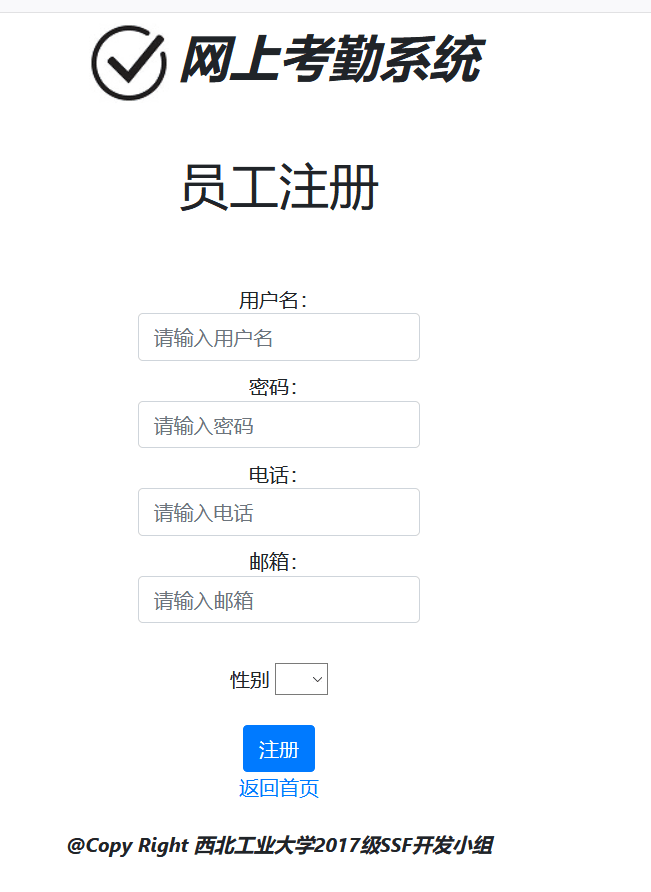 网上考勤系统
员工注册
用户名：
请输入用户名
密码：
请输入密码
电话：
请输入电话
邮箱：
请输入邮箱
性别
注册
返回首页
@Copy Right 西北工业大学2017级SSF开发小组